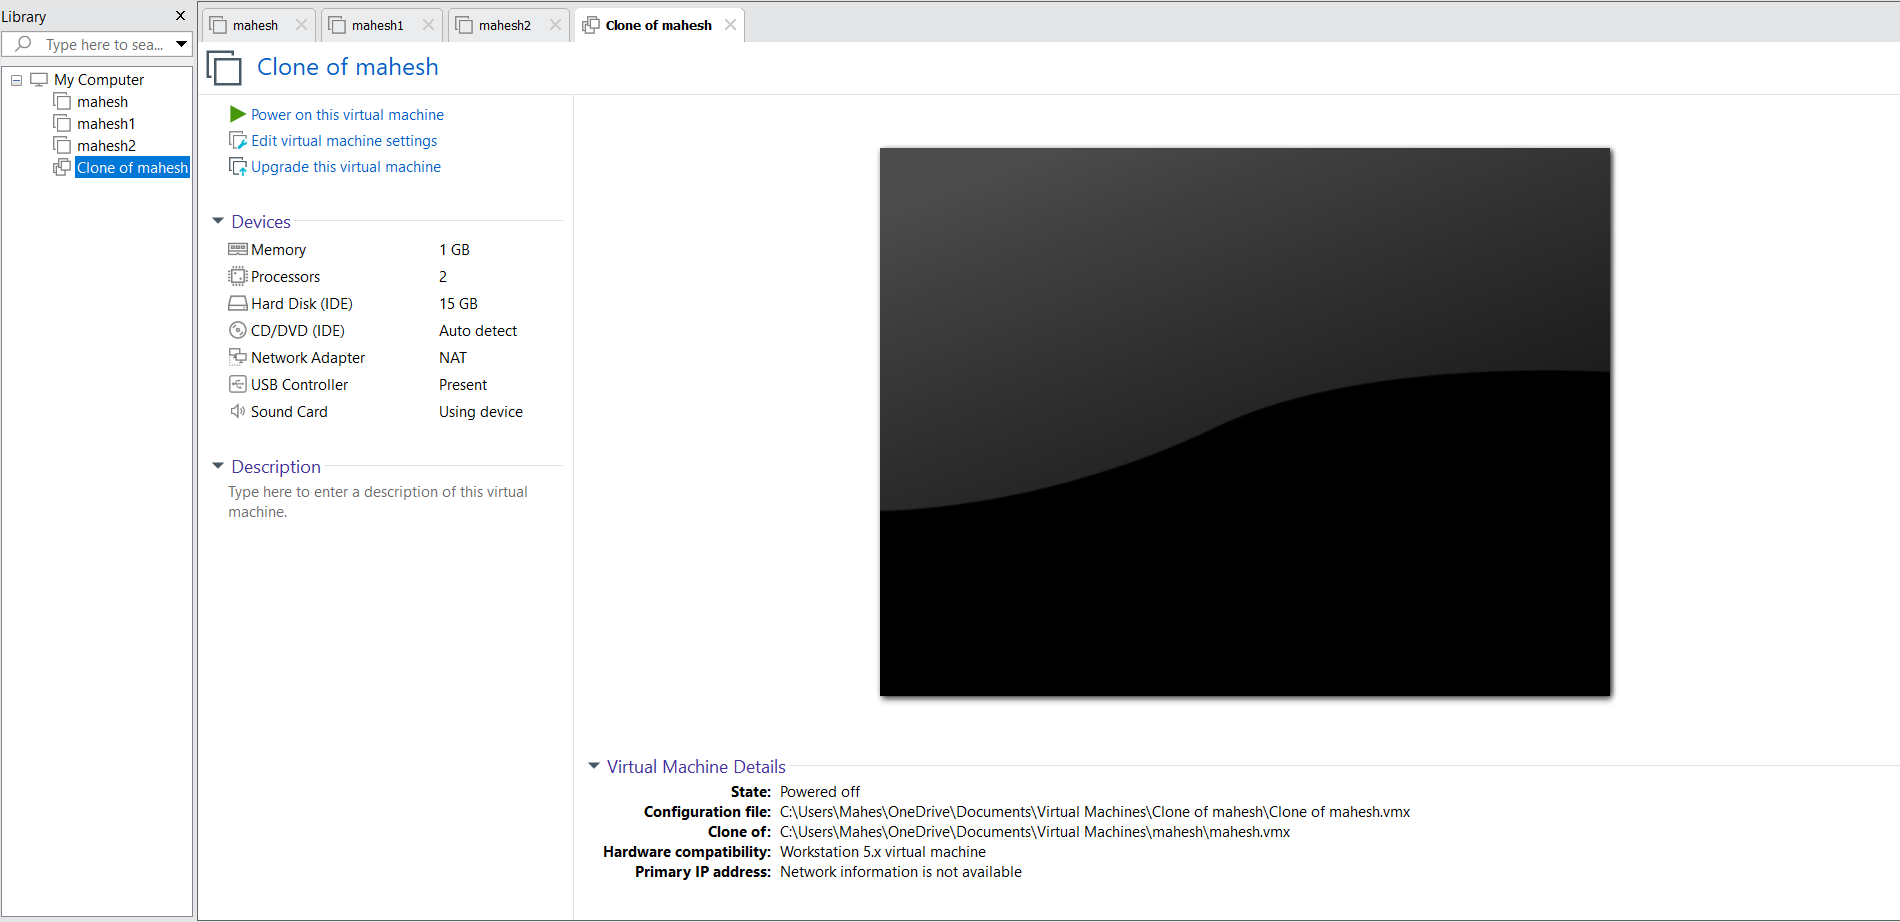 Library
Type here to sea...
My Computer
mahesh
mahesh1
mahesh2
Clone of mahesh
mahesh
mahesh1
mahesh2
Clone of mahesh
Clone of mahesh
Power on this virtual machine
Edit virtual machine settings
Upgrade this virtual machine
Devices
Memory 1 GB
Processors 2
Hard Disk (IDE) 15 GB
CD/DVD (IDE) Auto detect
Network Adapter NAT
USB Controller Present
Sound Card Using device
Description
Type here to enter a description of this virtual
machine.
Virtual Machine Details
State: Powered off
Configuration file: C:\Users\Mahes\OneDrive\Documents\Virtual Machines\Clone of mahesh\Clone of mahesh.vmx
Clone of: C:\Users\Mahes\OneDrive\Documents\Virtual Machines\mahesh\mahesh.vmx
Hardware compatibility: Workstation 5.x virtual machine
Primary IP address: Network information is not available